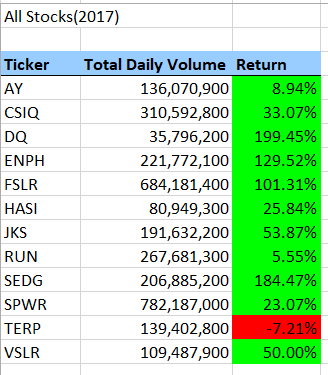 All Stocks(2017)
Ticker Total Daily Volume Return
AY 136,070,900 8.94%
CSIQ 310,592,800 33.07%
DQ 35,796,200 199.45%
ENPH 221,772,100 129.52%
FSLR 684,181,400 101.31%
HASI 80,949,300 25.84%
JKS 191,632,200 53.87%
RUN 267,681,300 5.55%
SEDG 206,885,200 184.47%
SPWR 782,187,000 23.07%
TERP 139,402,800 -7.21%
VSLR 109,487,900 50.00%